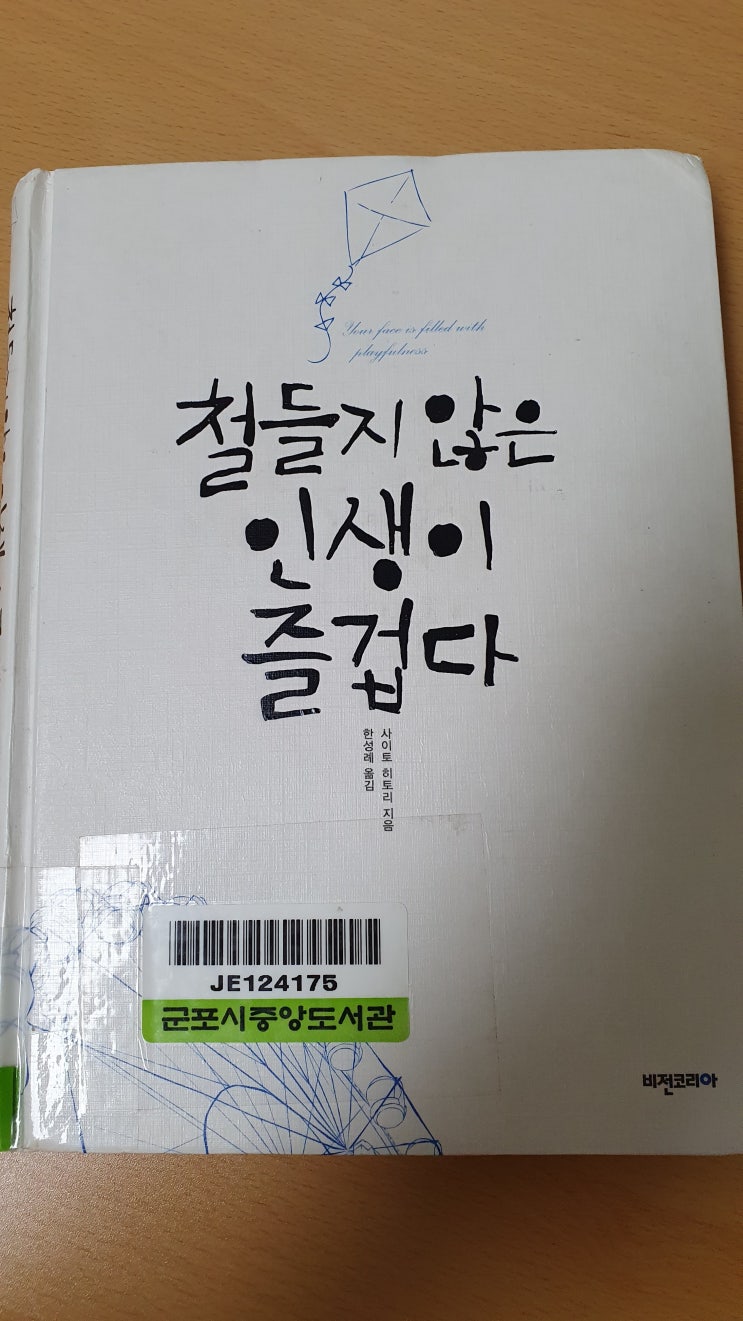 Your face is filled with
playfulness
철들지 않은
인생이
즐겁다
사이토 히토리 지음
한성례 옮김
JE124175
군포시중앙도서관
비전코리아